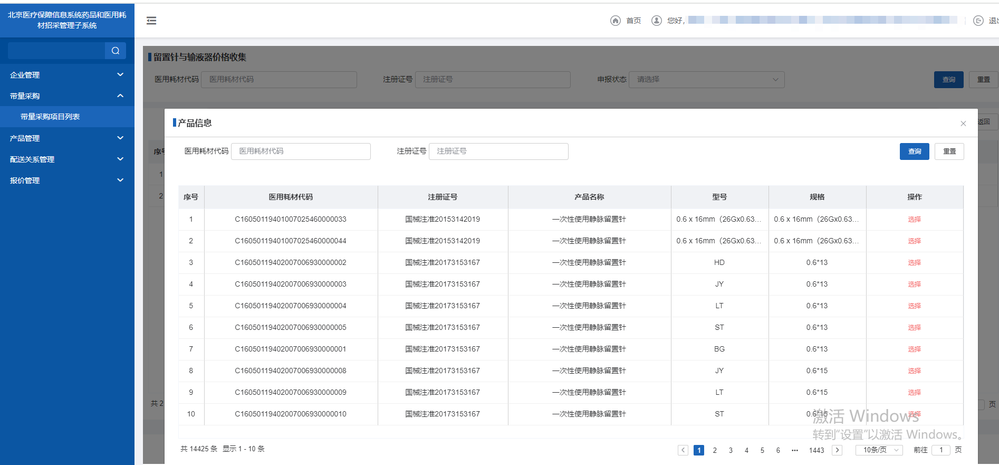 北京医疗保障信息系统药品和医用耗
材招采管理子系统
首页 您好,
企业管理
带量采购
带量采购项目列表
产品管理
配送关系管理
报价管理
留置针与输液器价格收集
医用耗材代码 医用耗材代码 注册证号 注册证号 申报状态 请选择 查询 重置
返回
产品信息
医用耗材代码 医用耗材代码 注册证号 注册证号 查询 重置
序号 医用耗材代码 注册证号 产品名称 型号 规格 操作
1 C16050119401007025460000033 国械注准20153142019 一次性使用静脉留置针 0.6 x 16mm（26Gx0.63... 0.6 x 16mm（26Gx0.63... 选择
2 C16050119401007025460000044 国械注准20153142019 一次性使用静脉留置针 0.6 x 16mm（26Gx0.63... 0.6 x 16mm（26Gx0.63... 选择
3 C16050119402007006930000002 国械注准20173153167 一次性使用静脉留置针 HD 0.6*13 选择
4 C16050119402007006930000003 国械注准20173153167 一次性使用静脉留置针 JY 0.6*13 选择
5 C16050119402007006930000004 国械注准20173153167 一次性使用静脉留置针 LT 0.6*13 选择
6 C16050119402007006930000005 国械注准20173153167 一次性使用静脉留置针 ST 0.6*13 选择
7 C16050119402007006930000001 国械注准20173153167 一次性使用静脉留置针 BG 0.6*13 选择
8 C16050119402007006930000008 国械注准20173153167 一次性使用静脉留置针 JY 0.6*15 选择
9 C16050119402007006930000009 国械注准20173153167 一次性使用静脉留置针 LT 0.6*15 选择
10 C16050119402007006930000010 国械注准20173153167 一次性使用静脉留置针 ST 0.6*15 选择
共 2
页
激活 Windows
转到“设置”以激活 Windows。
共 14425 条 显示 1 - 10 条
1 2 3 4 5 6 ••• 1443 10条/页 前往 1 页